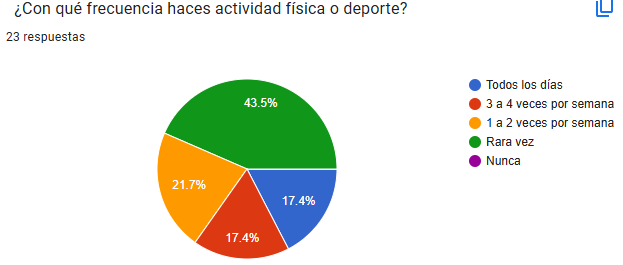 ¿Con qué frecuencia haces actividad física o deporte?
23 respuestas
43.5%
21.7%
17.4%
17.4%
Todos los días
3 a 4 veces por semana
1 a 2 veces por semana
Rara vez
Nunca